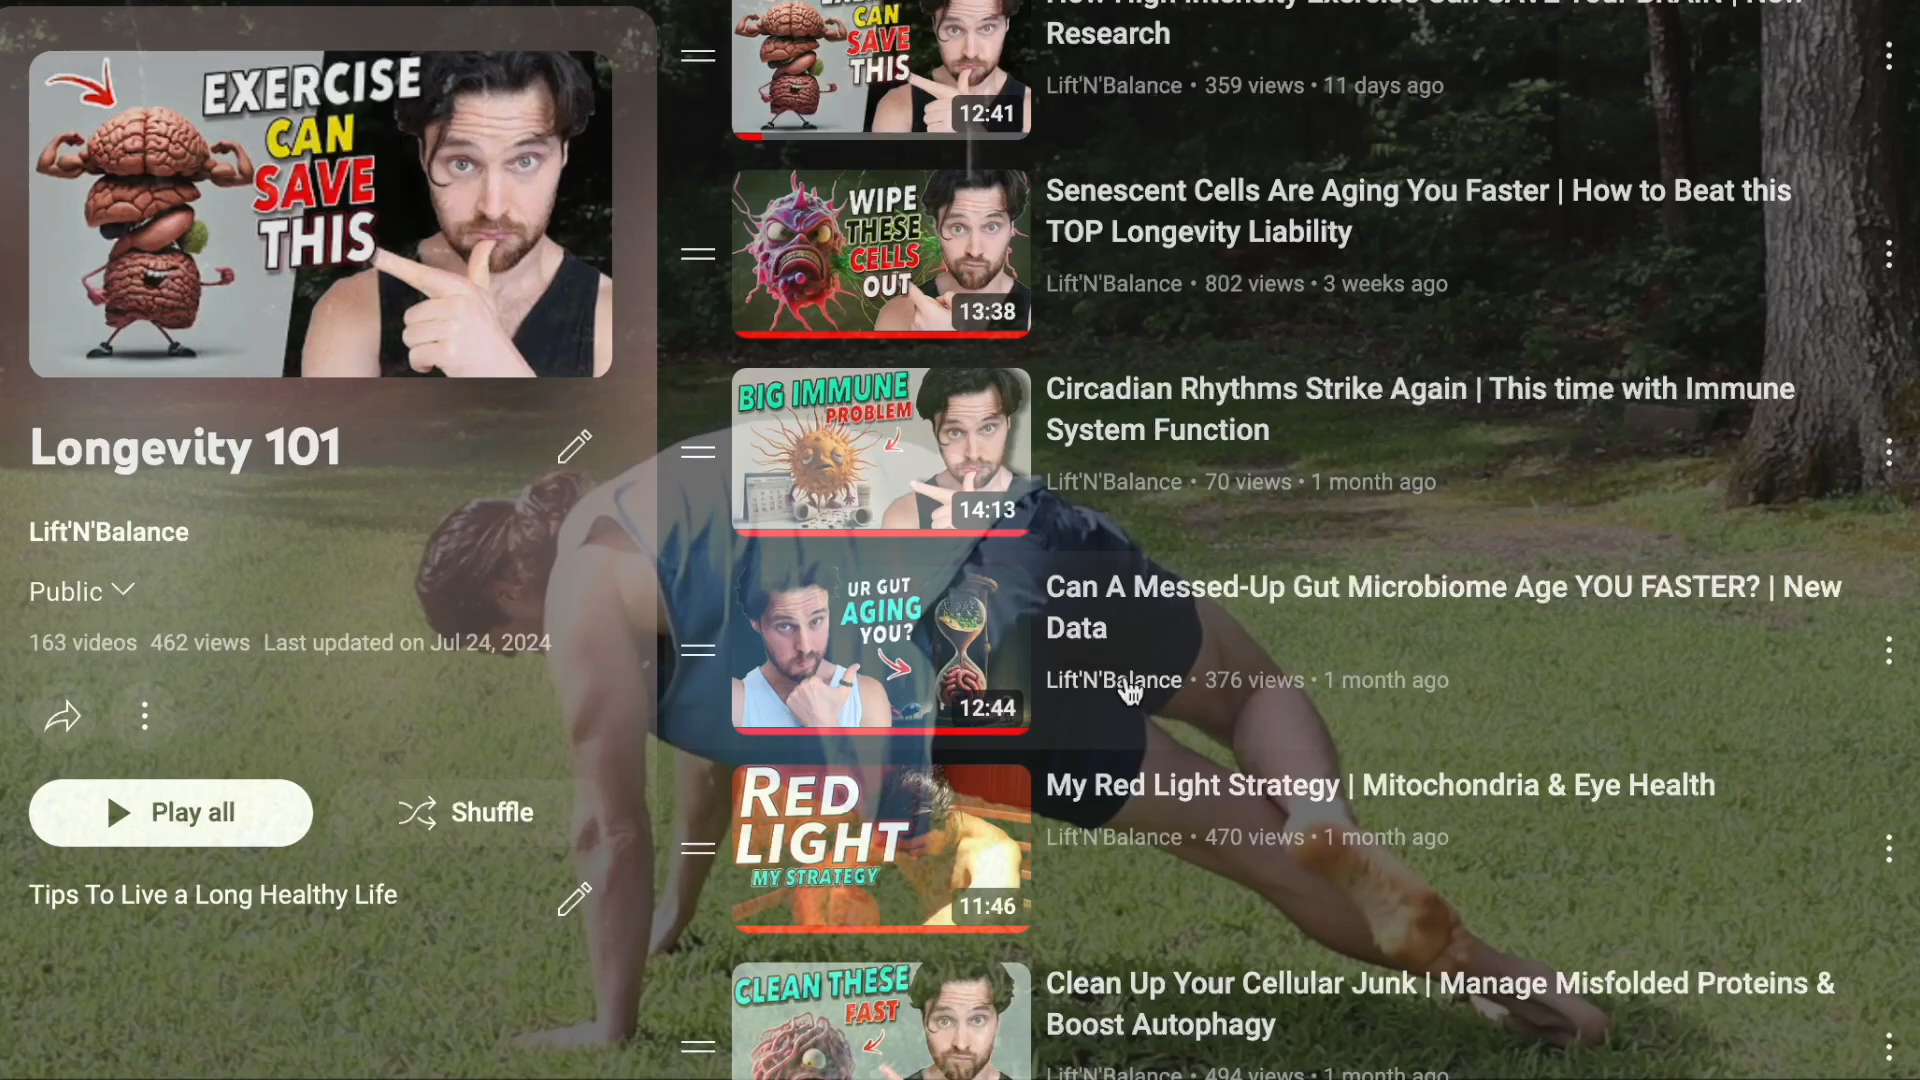 EXERCISE
CAN
SAVE
THIS
Longevity 101
Lift'N'Balance
Public
163 videos 462 views Last updated on Jul 24, 2024
Play all
Shuffle
Tips To Live a Long Healthy Life
CAN
SAVE
THIS
12:41
Research
Lift'N'Balance • 359 views • 11 days ago
WIPE
THESE
CELLS
OUT
13:38
Senescent Cells Are Aging You Faster | How to Beat this
TOP Longevity Liability
Lift'N'Balance • 802 views • 3 weeks ago
BIG IMMUNE
PROBLEM
14:13
Circadian Rhythms Strike Again | This time with Immune
System Function
Lift'N'Balance • 70 views • 1 month ago
UR GUT
AGING
YOU?
12:44
Can A Messed-Up Gut Microbiome Age YOU FASTER? | New
Data
Lift'N'Balance • 376 views • 1 month ago
RED
LIGHT
MY STRATEGY
11:46
My Red Light Strategy | Mitochondria & Eye Health
Lift'N'Balance • 470 views • 1 month ago
CLEAN THESE
FAST
Clean Up Your Cellular Junk | Manage Misfolded Proteins &
Boost Autophagy
Lift'N'Balance • 494 views • 1 month ago